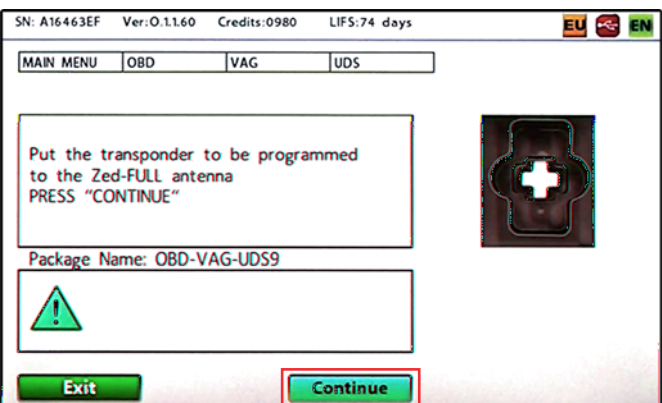 SN: A16463EF Ver:0.1.1.60 Credits:0980 LIFS:74 days EU EN
MAIN MENU OBD VAG UDS
Put the transponder to be programmed
to the Zed-FULL antenna
PRESS "CONTINUE"
Package Name: OBD-VAG-UDS9
Exit Continue